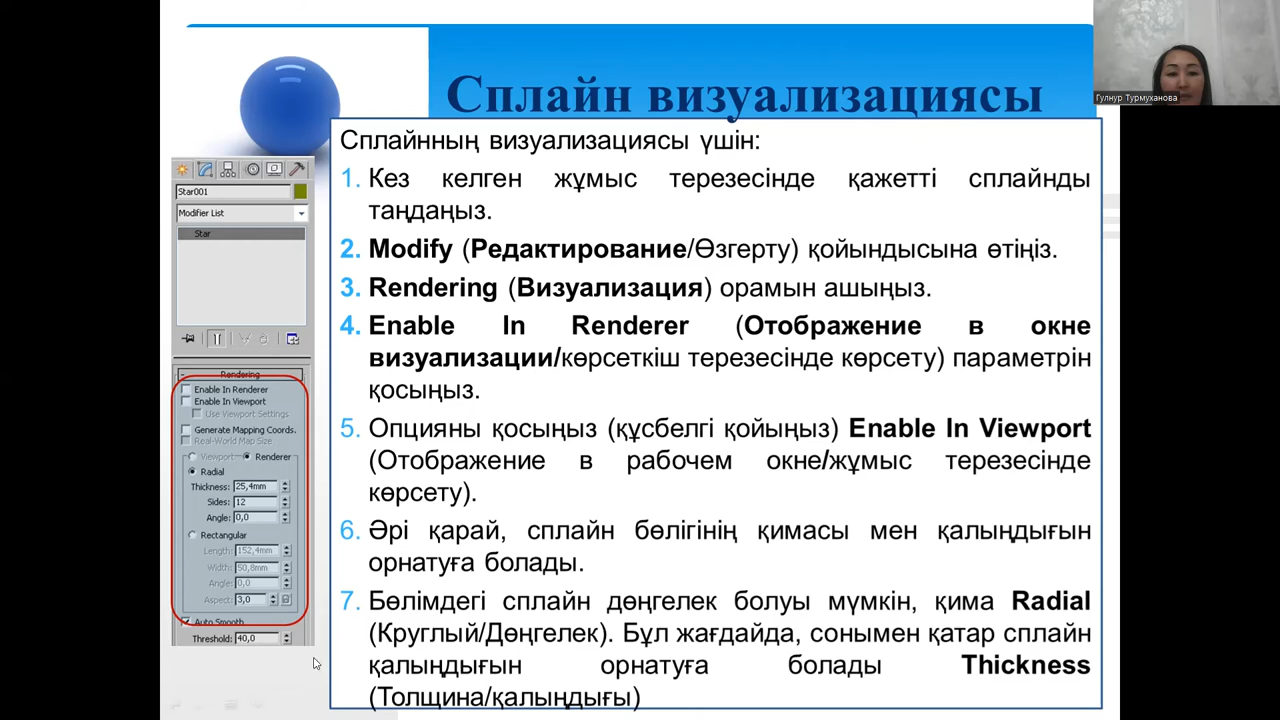 Сплайн визуализациясы
Гулнур Турмуханова
Сплайнның визуализациясы үшін:
1. Кез келген жұмыс терезесінде қажетті сплайнды
таңдаңыз.
2. Modify (Редактирование/Өзгерту) қойындысына өтіңіз.
3. Rendering (Визуализация) орамын ашыңыз.
4. Enable In Renderer (Отображение в окне
визуализации/көрсеткіш терезесінде көрсету) параметрін
қосыңыз.
5. Опцияны қосыңыз (құсбелгі қойыңыз) Enable In Viewport
(Отображение в рабочем окне/жұмыс терезесінде
көрсету).
6. Әрі қарай, сплайн бөлігінің қимасы мен қалыңдығын
орнатуға болады.
7. Бөлімдегі сплайн дөңгелек болуы мүмкін, қима Radial
(Круглый/Дөңгелек). Бұл жағдайда, сонымен қатар сплайн
қалыңдығын орнатуға болады Thickness
(Толщина/қалыңдығы)
Star001
Modifier List
Star
Rendering
Enable In Renderer
Enable In Viewport
Use Viewport Settings
Generate Mapping Coords.
Real-World Map Size
Viewport Renderer
Radial
Thickness: 25,4mm
Sides: 12
Angle: 0,0
Rectangular
Length: 152,4mm
Width: 50,8mm
Angle: 0,0
Aspect: 3,0
Auto Smooth
Threshold: 40,0